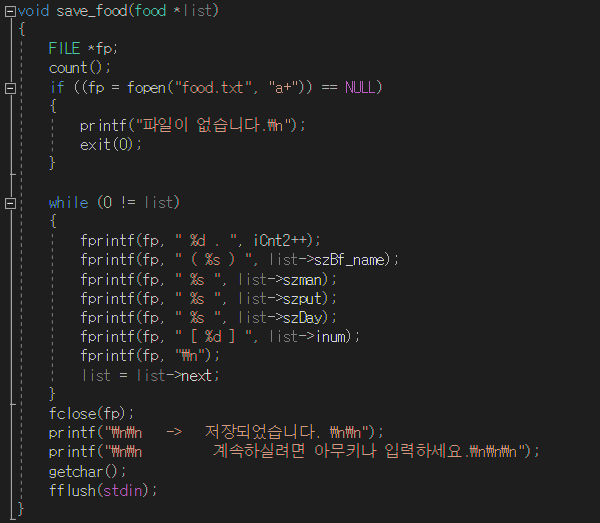 void save_food(food *list)
{
FILE *fp;
count();
if ((fp = fopen("food.txt", "a+")) == NULL)
{
printf("파일이 없습니다.₩n");
exit(0);
}
while (0 != list)
{
fprintf(fp, " %d . ", iCnt2++);
fprintf(fp, " ( %s ) ", list->szBf_name);
fprintf(fp, " %s ", list->szman);
fprintf(fp, " %s ", list->szput);
fprintf(fp, " %s ", list->szDay);
fprintf(fp, " [ %d ] ", list->inum);
fprintf(fp, "₩n");
list = list->next;
}
fclose(fp);
printf("₩n₩n   ->   저장되었습니다. ₩n₩n");
printf("₩n₩n         계속하실려면 아무키나 입력하세요.₩n₩n₩n");
getchar();
fflush(stdin);
}